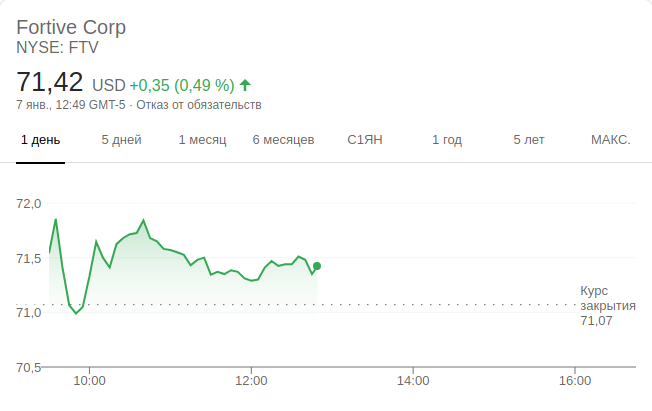 Fortive Corp
NYSE: FTV
71,42 USD +0,35 (0,49 %)
7 янв., 12:49 GMT-5 · Отказ от обязательств
1 день 5 дней 1 месяц 6 месяцев С1ЯН 1 год 5 лет МАКС.
72,0
71,5
Курс
закрытия
71,07
71,0
70,5
10:00 12:00 14:00 16:00